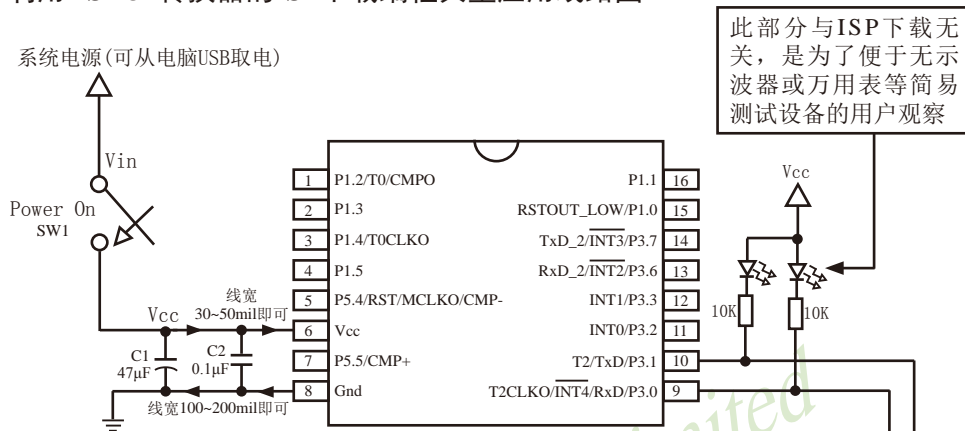 此部分与ISP下载无
关，是为了便于无示
波器或万用表等简易
测试设备的用户观察
系统电源(可从电脑USB取电)
Vin
Power On
SW1
Vcc
线宽
30~50mil即可
C1
47μF
C2
0.1μF
线宽100~200mil即可
1 P1.2/T0/CMPO
2 P1.3
3 P1.4/T0CLKO
4 P1.5
5 P5.4/RST/MCLKO/CMP-
6 Vcc
7 P5.5/CMP+
8 Gnd
P1.1 16
RSTOUT_LOW/P1.0 15
TxD_2/INT3/P3.7 14
RxD_2/INT2/P3.6 13
INT1/P3.3 12
INT0/P3.2 11
T2/TxD/P3.1 10
T2CLKO/INT4/RxD/P3.0 9
Vcc
10K
10K